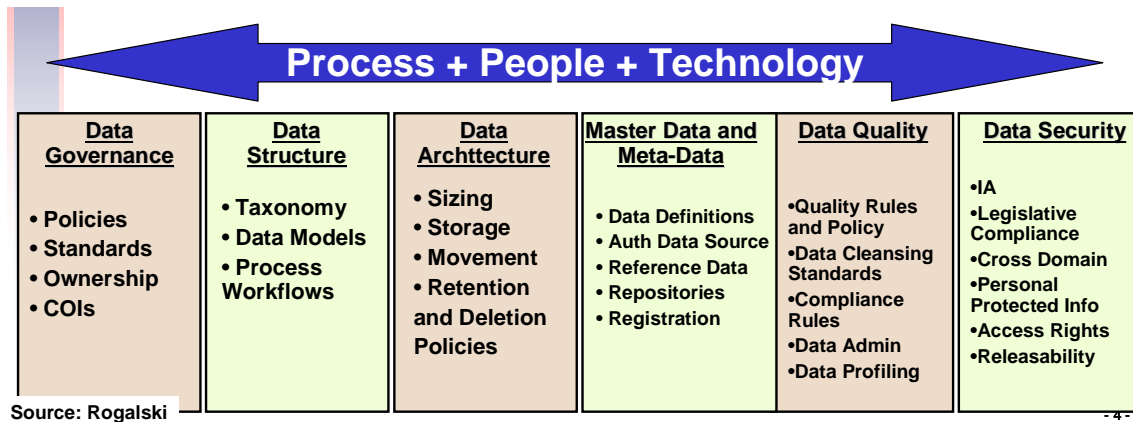 Process + People + Technology
Data
Governance
• Policies
• Standards
• Ownership
• COIs
Data
Structure
• Taxonomy
• Data Models
• Process
Workflows
Data
Archttecture
• Sizing
• Storage
• Movement
• Retention
and Deletion
Policies
Master Data and
Meta-Data
• Data Definitions
• Auth Data Source
• Reference Data
• Repositories
• Registration
Data Quality
•Quality Rules
and Policy
•Data Cleansing
Standards
•Compliance
Rules
•Data Admin
•Data Profiling
Data Security
•IA
•Legislative
Compliance
•Cross Domain
•Personal
Protected Info
•Access Rights
•Releasability
Source: Rogalski
- 4 -